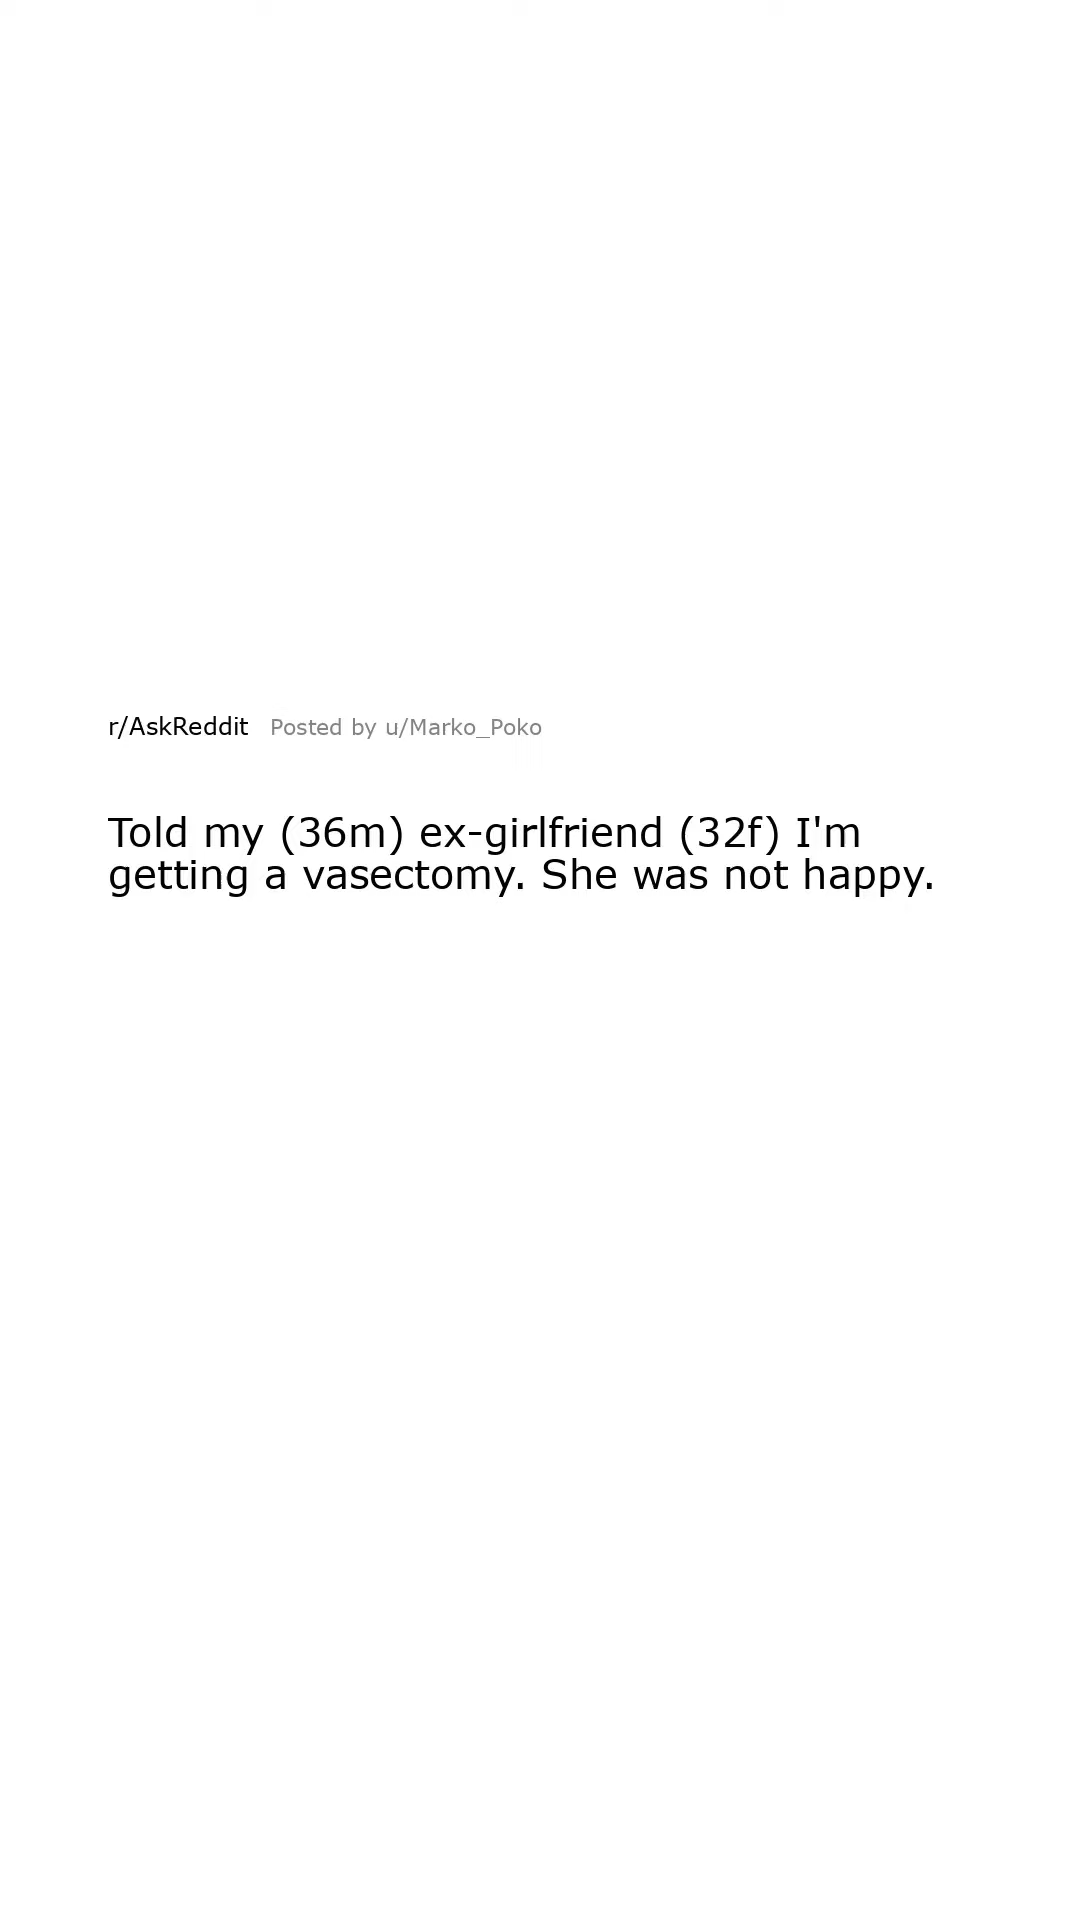 r/AskReddit Posted by u/Marko_Poko
Told my (36m) ex-girlfriend (32f) I'm
getting a vasectomy. She was not happy.